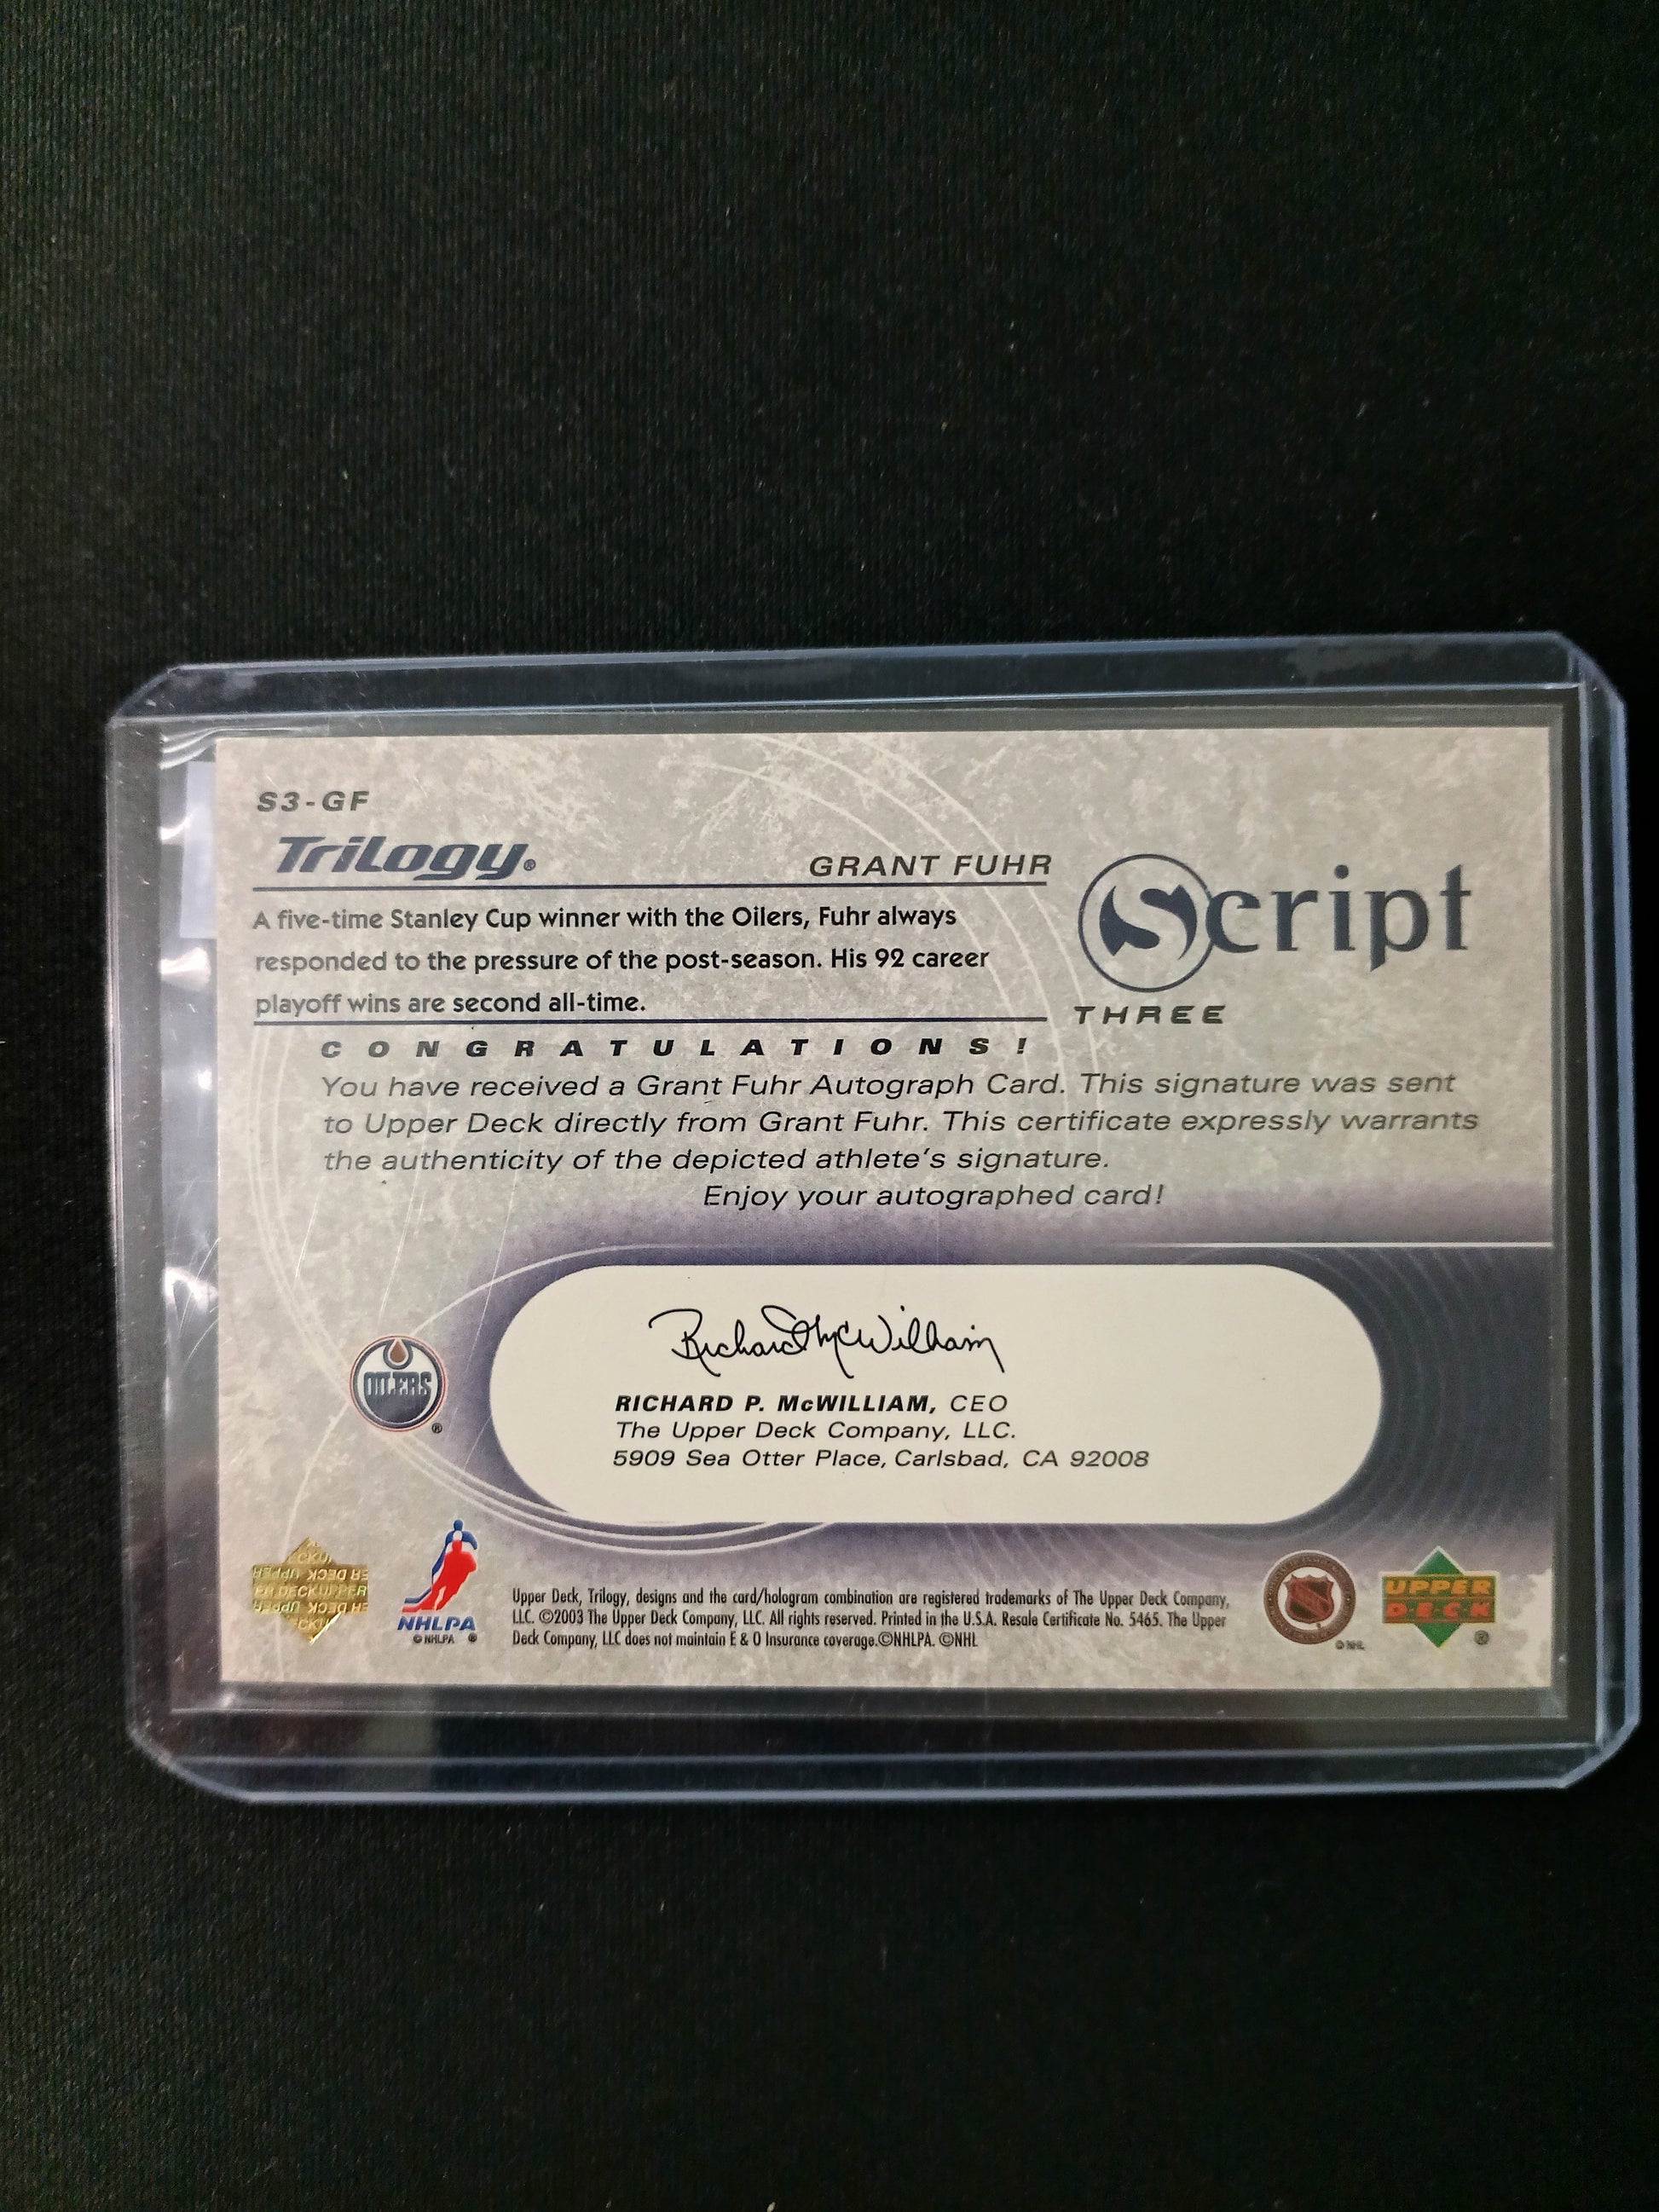 S3-GF
TriLogy®
GRANT FUHR
Script
THREE
A five-time Stanley Cup winner with the Oilers, Fuhr always
responded to the pressure of the post-season. His 92 career
playoff wins are second all-time.
CONGRATULATIONS!
You have received a Grant Fuhr Autograph Card. This signature was sent
to Upper Deck directly from Grant Fuhr. This certificate expressly warrants
the authenticity of the depicted athlete's signature.
Enjoy your autographed card!
Richard McWilliam
RICHARD P. McWILLIAM, CEO
The Upper Deck Company, LLC.
5909 Sea Otter Place, Carlsbad, CA 92008
OILERS
®
NHLPA
© NHLPA ®
Upper Deck, Trilogy, designs and the card/hologram combination are registered trademarks of The Upper Deck Company,
LLC. ©2003 The Upper Deck Company, LLC. All rights reserved. Printed in the U.S.A. Resale Certificate No. 5465. The Upper
Deck Company, LLC does not maintain E & O Insurance coverage.©NHLPA. ©NHL
© NHL
UPPER
DECK
®
ER DECK UPPER